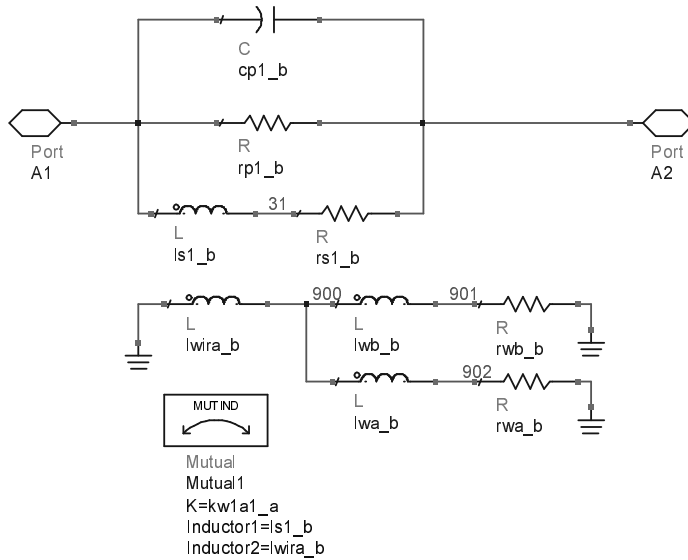 C
cp1_b
Port
A1
R
rp1_b
Port
A2
31
L
ls1_b
R
rs1_b
900
901
L
lwira_b
L
lwb_b
R
rwb_b
902
L
lwa_b
R
rwa_b
MUTIND
Mutual
Mutual1
K=kw1a1_a
Inductor1=ls1_b
Inductor2=lwira_b